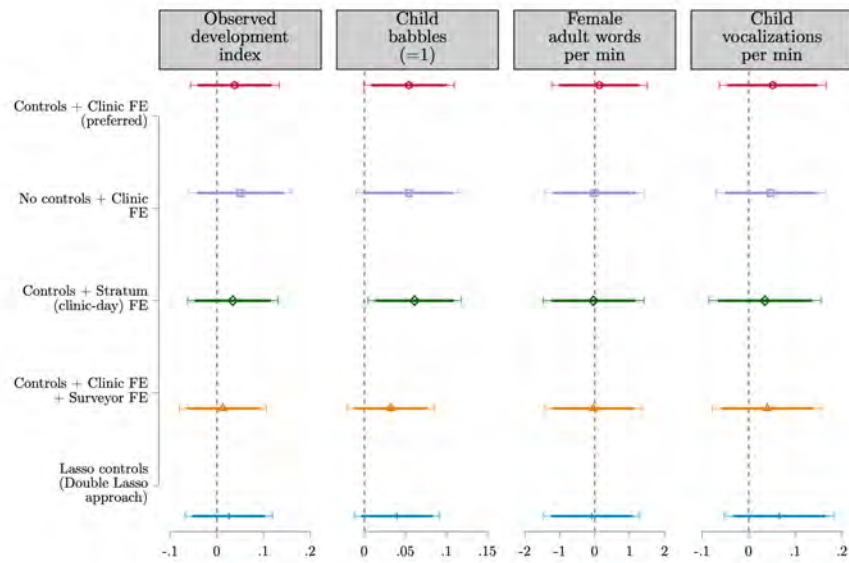 Observed
development
index
Child
babbles
(=1)
Female
adult words
per min
Child
vocalizations
per min
Controls + Clinic FE
(preferred)
No controls + Clinic
FE
Controls + Stratum
(clinic-day) FE
Controls + Clinic FE
+ Surveyor FE
Lasso controls
(Double Lasso
approach)
-.1 0 .1 .2
0 .05 .1 .15
-2 -1 0 1 2
-.1 0 .1 .2